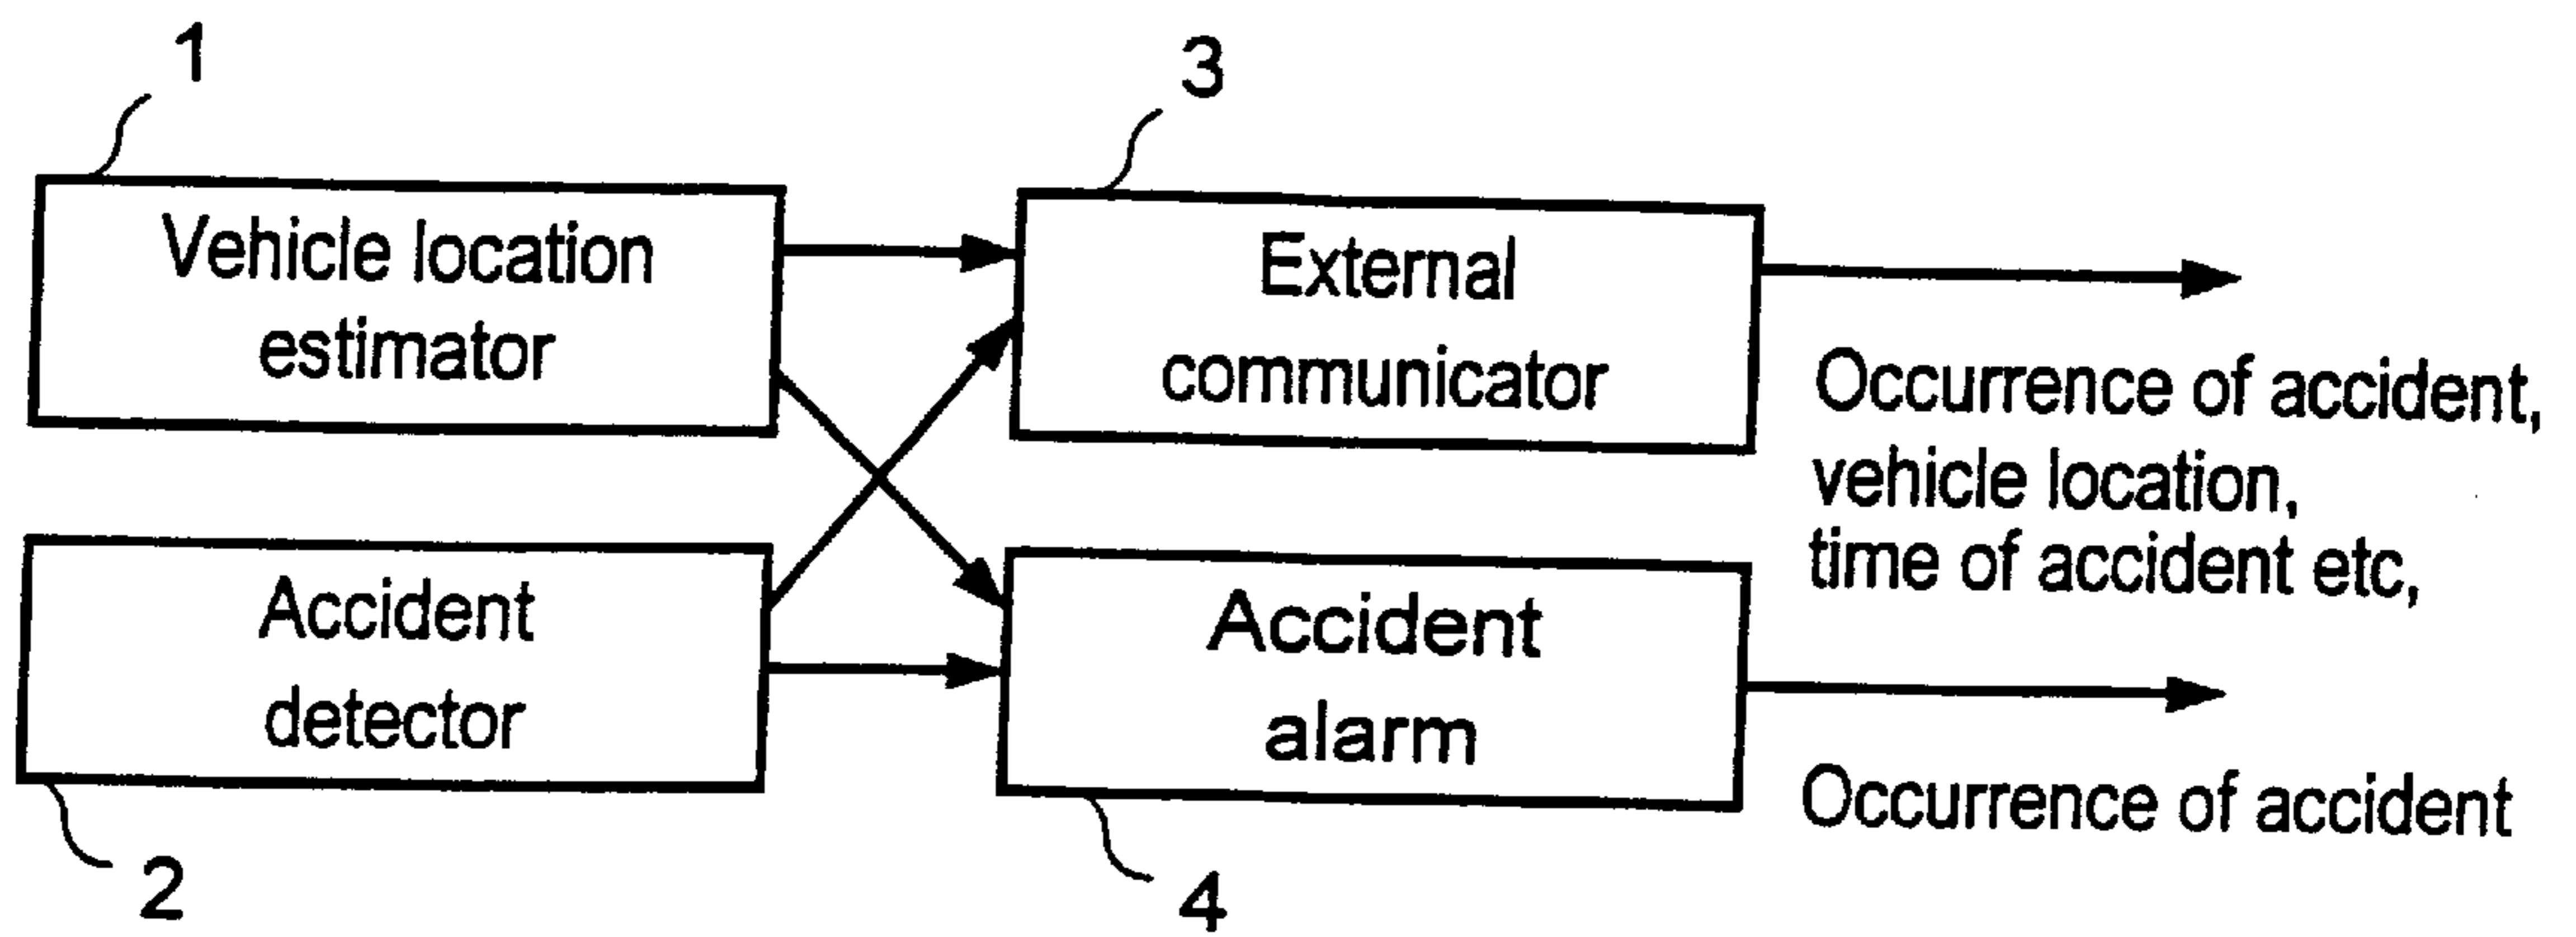 1
3
Vehicle location
estimator
External
communicator
Occurrence of accident,
vehicle location,
time of accident etc,
Accident
detector
Accident
alarm
Occurrence of accident
2
4